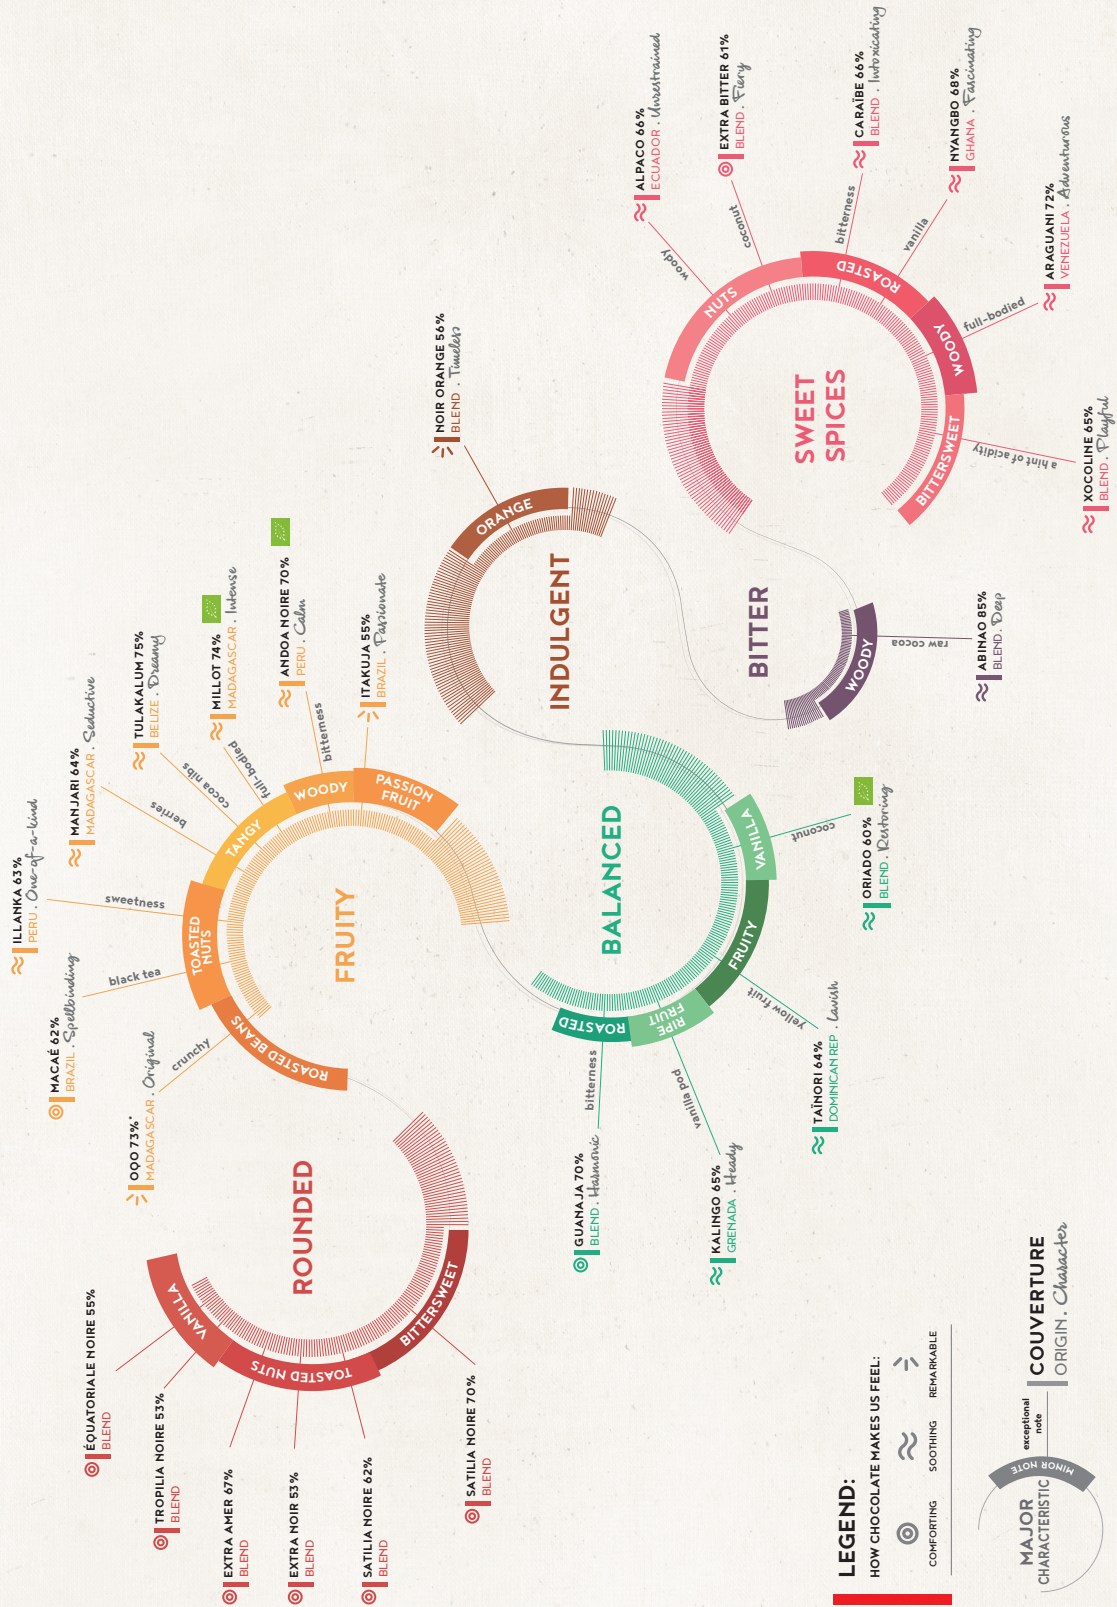 ROUNDED
VANILLA
TOASTED NUTS
BITTERSWEET
ÉQUATORIALE NOIRE 55%
BLEND
TROPILIA NOIRE 53%
BLEND
EXTRA AMER 67%
BLEND
EXTRA NOIR 53%
BLEND
SATILIA NOIRE 62%
BLEND
SATILIA NOIRE 70%
BLEND
FRUITY
ROASTED BEANS
TOASTED
NUTS
TANGY
WOODY
PASSION
FRUIT
crunchy
OQO 73%*
MADAGASCAR . Original
black tea
MACAÉ 62%
BRAZIL . Spellbinding
sweetness
ILLANKA 63%
PERU . One-of-a-kind
berries
MANJARI 64%
MADAGASCAR . Seductive
cocoa nibs
TULAKALUM 75%
BELIZE . Dreamy
full-bodied
MILLOT 74%
MADAGASCAR . Intense
bitterness
ANDOA NOIRE 70%
PERU . Calm
ITAKUJA 55%
BRAZIL . Passionate
BALANCED
ROASTED
RIPE
FRUIT
FRUITY
VANILLA
bitterness
GUANAJA 70%
BLEND . Harmonic
vanilla pod
KALINGO 65%
GRENADA . Heady
yellow fruit
TAÏNORI 64%
DOMINICAN REP . Lavish
coconut
ORIADO 60%
BLEND . Restoring
INDULGENT
ORANGE
NOIR ORANGE 56%
BLEND . Timeless
BITTER
WOODY
raw cocoa
ABINAO 85%
BLEND . Deep
SWEET
SPICES
NUTS
ROASTED
WOODY
BITTERSWEET
woody
ALPACO 66%
ECUADOR . Unrestrained
coconut
EXTRA BITTER 61%
BLEND . Fiery
bitterness
CARAÏBE 66%
BLEND . Intoxicating
vanilla
NYANGBO 68%
GHANA . Fascinating
full-bodied
ARAGUANI 72%
VENEZUELA . Adventurous
a hint of acidity
XOCOLINE 65%
BLEND . Playful
LEGEND:
HOW CHOCOLATE MAKES US FEEL:
COMFORTING
SOOTHING
REMARKABLE
MAJOR
CHARACTERISTIC
MINOR NOTE
exceptional
note
COUVERTURE
ORIGIN . Character